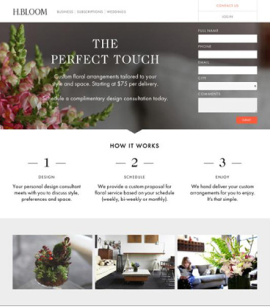 H.BLOOM
BUSINESS SUBSCRIPTIONS WEDDINGS
CONTACT US
LOGIN
THE
PERFECT TOUCH
Custom floral arrangements tailored to your
style and space. Starting at $75 per delivery.
Schedule a complimentary design consultation today.
FULL NAME
PHONE
EMAIL
CITY
COMMENTS
HOW IT WORKS
1
DESIGN
Your personal design consultant
meets with you to discuss style,
preferences and space.
2
SCHEDULE
We provide a custom proposal for
floral service based on your schedule
(weekly, bi-weekly or monthly).
3
ENJOY
We hand deliver your custom
arrangements for you to enjoy.
It's that simple.